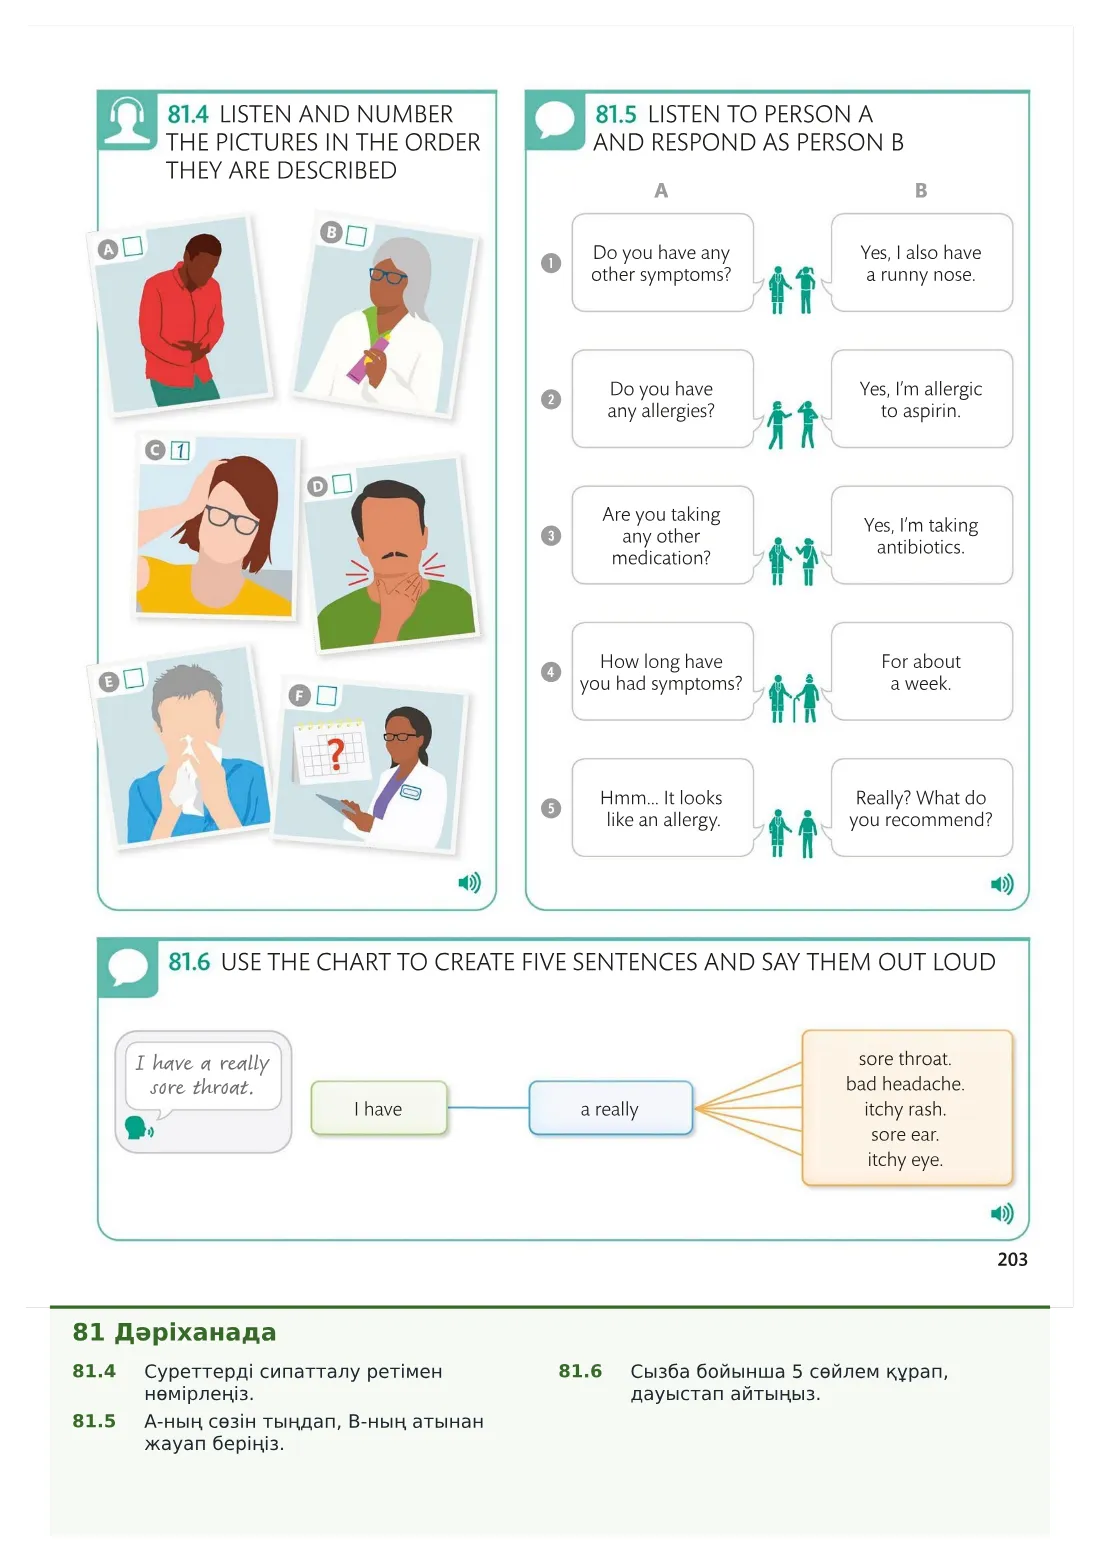 81.4 LISTEN AND NUMBER
THE PICTURES IN THE ORDER
THEY ARE DESCRIBED
A
B
C 1
D
E
F
?
81.5 LISTEN TO PERSON A
AND RESPOND AS PERSON B
A
B
1
Do you have any
other symptoms?
Yes, I also have
a runny nose.
2
Do you have
any allergies?
Yes, I'm allergic
to aspirin.
3
Are you taking
any other
medication?
Yes, I'm taking
antibiotics.
4
How long have
you had symptoms?
For about
a week.
5
Hmm... It looks
like an allergy.
Really? What do
you recommend?
81.6 USE THE CHART TO CREATE FIVE SENTENCES AND SAY THEM OUT LOUD
I have a really
sore throat.
I have
a really
sore throat.
bad headache.
itchy rash.
sore ear.
itchy eye.
203
81 Дәріханада
81.4 Суреттерді сипатталу ретімен
нөмірлеңіз.
81.5 А-ның сөзін тыңдап, В-ның атынан
жауап беріңіз.
81.6 Сызба бойынша 5 сөйлем құрап,
дауыстап айтыңыз.